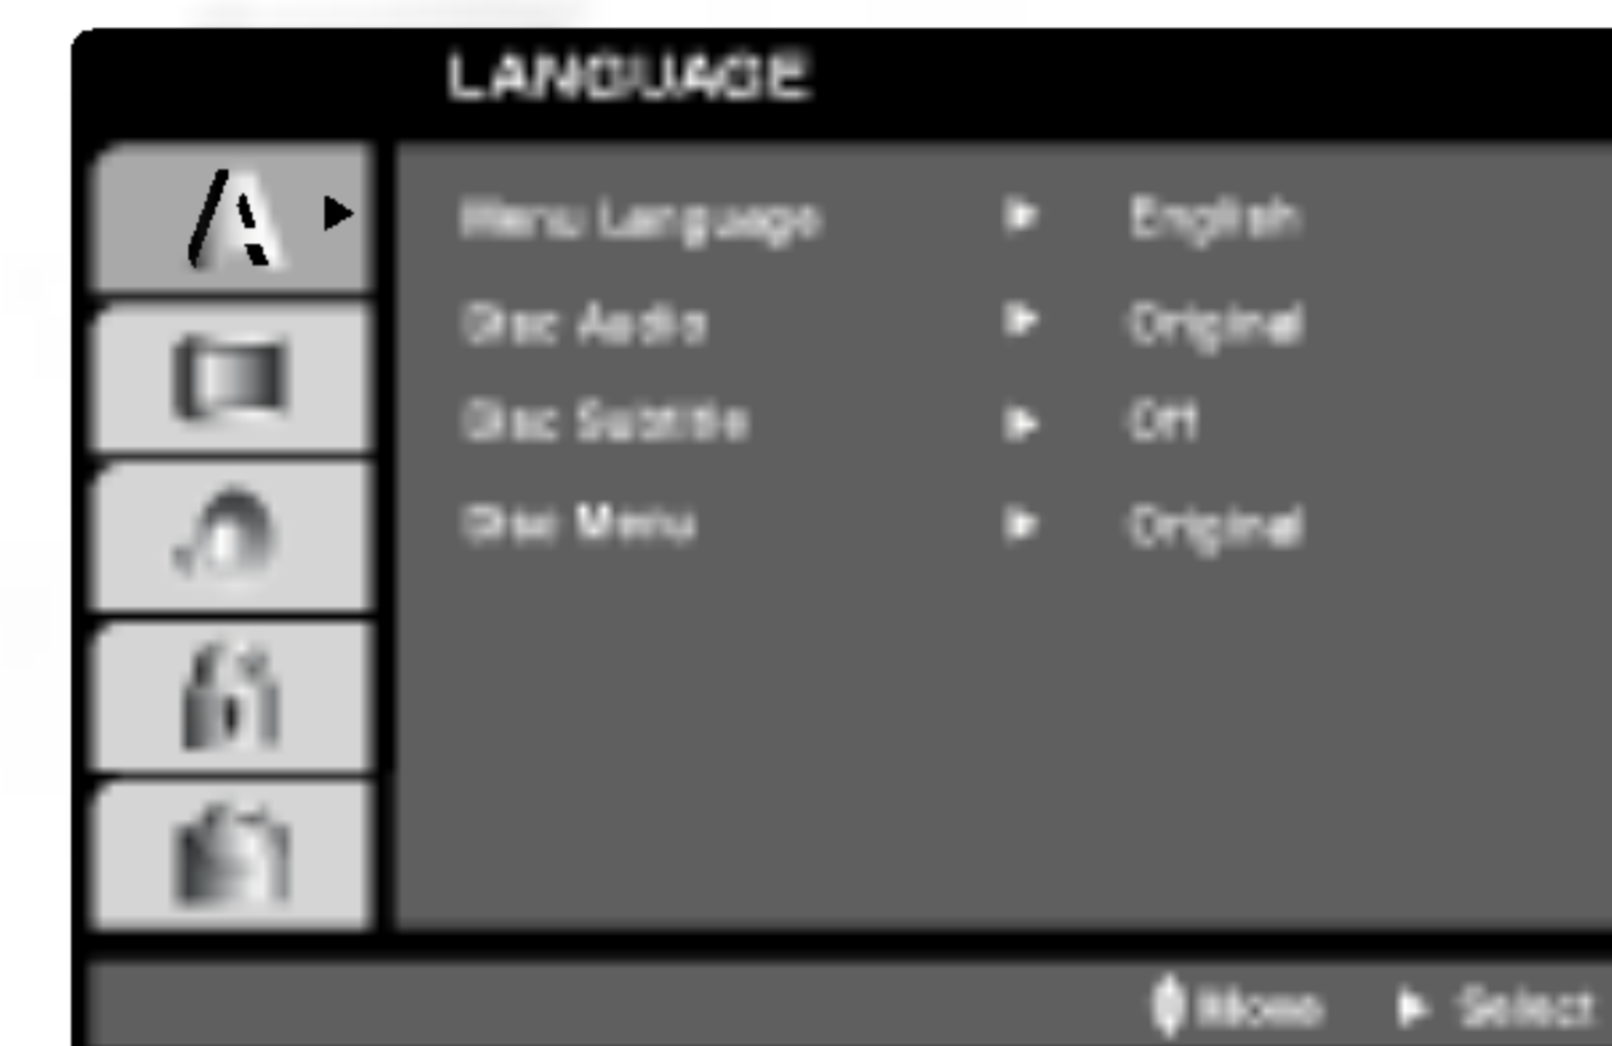 LANGUAGE
Menu Language ► English
Disc Audio ► Original
Disc Subtitle ► Off
Disc Menu ► Original
Move ► Select